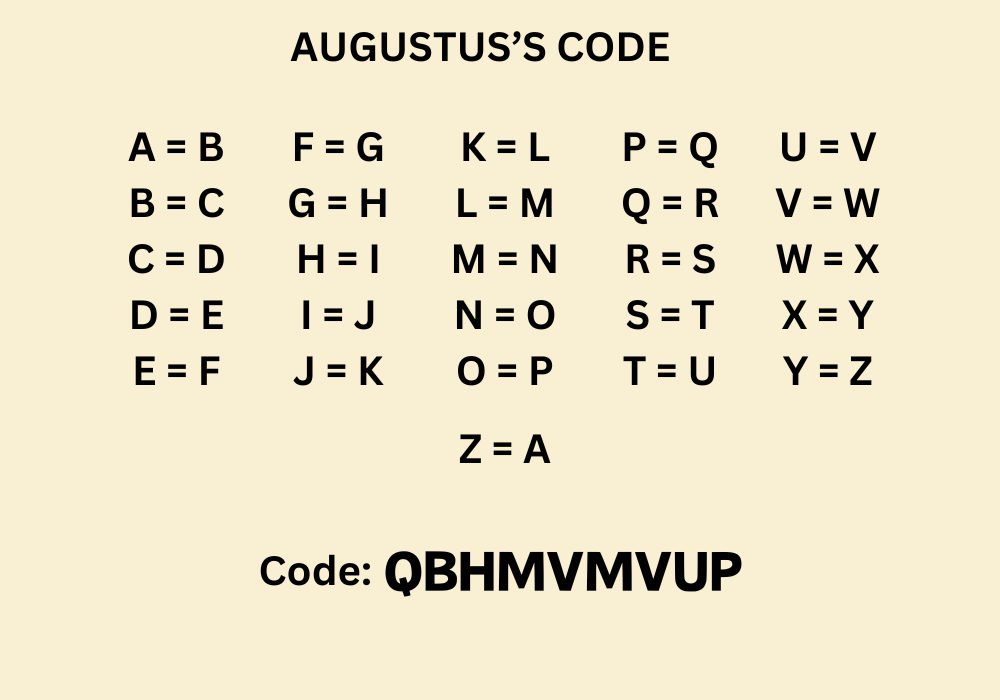 AUGUSTUS’S CODE
A = B F = G K = L P = Q U = V
B = C G = H L = M Q = R V = W
C = D H = I M = N R = S W = X
D = E I = J N = O S = T X = Y
E = F J = K O = P T = U Y = Z
Z = A
Code: QBHMVMVUP